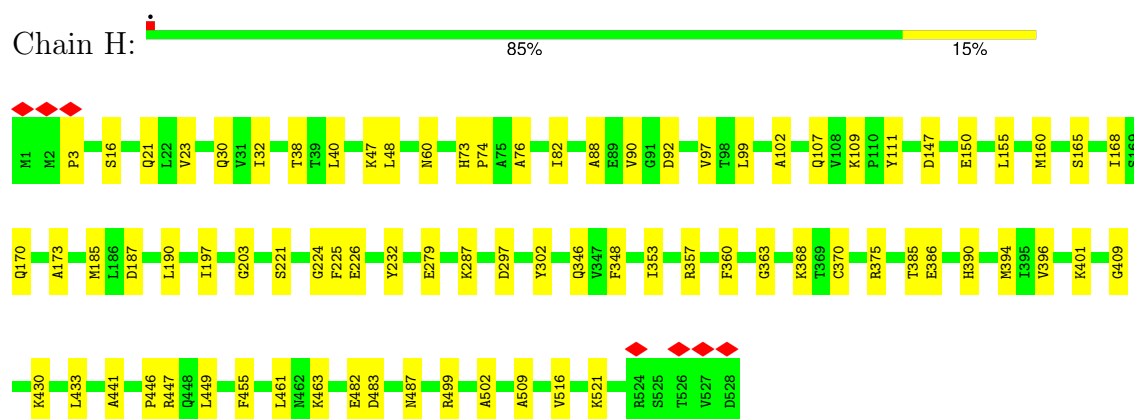 Chain H:
85% 15%
M1 M2 P3 S16 Q21 L22 V23 Q30 V31 I32 T38 T39 L40 K47 L48 N60 H73 P74 A75 A76 I82 A88 E89 V90 G91 D92 V97 T98 L99 A102 Q107 V108 K109 P110 Y111 D147 E150 L155 M160 S165 I168 S169
Q170 A173 M185 L186 D187 L190 I197 G203 S221 G224 F225 E226 Y232 E279 K287 D297 Y302 Q346 V347 F348 I353 R357 F360 G363 K368 T369 G370 R375 T385 E386 H390 M394 I395 V396 K401 G409
K430 L433 A441 P446 R447 Q448 L449 F455 L461 N462 K463 E482 D483 N487 R499 A502 A509 V516 K521 R524 S525 T526 V527 D528